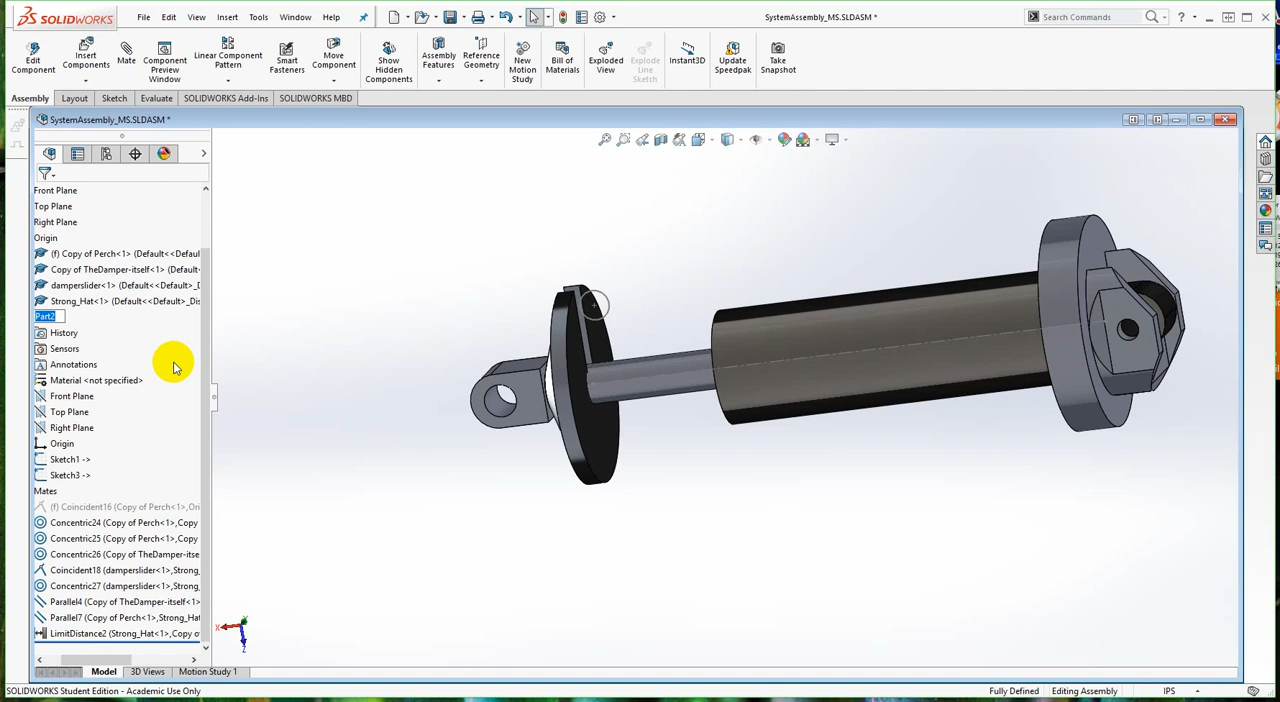 SOLIDWORKS
File Edit View Insert Tools Window Help
SystemAssembly_MS.SLDASM *
Search Commands
Edit Component
Insert Components
Mate
Component Preview Window
Linear Component Pattern
Smart Fasteners
Move Component
Show Hidden Components
Assembly Features
Reference Geometry
New Motion Study
Bill of Materials
Exploded View
Explode Line Sketch
Instant3D
Update Speedpak
Take Snapshot
Assembly Layout Sketch Evaluate SOLIDWORKS Add-Ins SOLIDWORKS MBD
SystemAssembly_MS.SLDASM *
Front Plane
Top Plane
Right Plane
Origin
(f) Copy of Perch<1> (Default<<Default
Copy of TheDamper-itself<1> (Default
damperslider<1> (Default<<Default>_D
Strong_Hat<1> (Default<<Default>_Dis
Part2
History
Sensors
Annotations
Material <not specified>
Front Plane
Top Plane
Right Plane
Origin
Sketch1 ->
Sketch3 ->
Mates
(f) Coincident16 (Copy of Perch<1>,Ori
Concentric24 (Copy of Perch<1>,Copy
Concentric25 (Copy of Perch<1>,Copy
Concentric26 (Copy of TheDamper-itse
Coincident18 (damperslider<1>,Strong_
Concentric27 (damperslider<1>,Strong_
Parallel4 (Copy of TheDamper-itself<1>
Parallel7 (Copy of Perch<1>,Strong_Hat
LimitDistance2 (Strong_Hat<1>,Copy o
X
Y
Z
Model 3D Views Motion Study 1
SOLIDWORKS Student Edition - Academic Use Only
Fully Defined Editing Assembly IPS